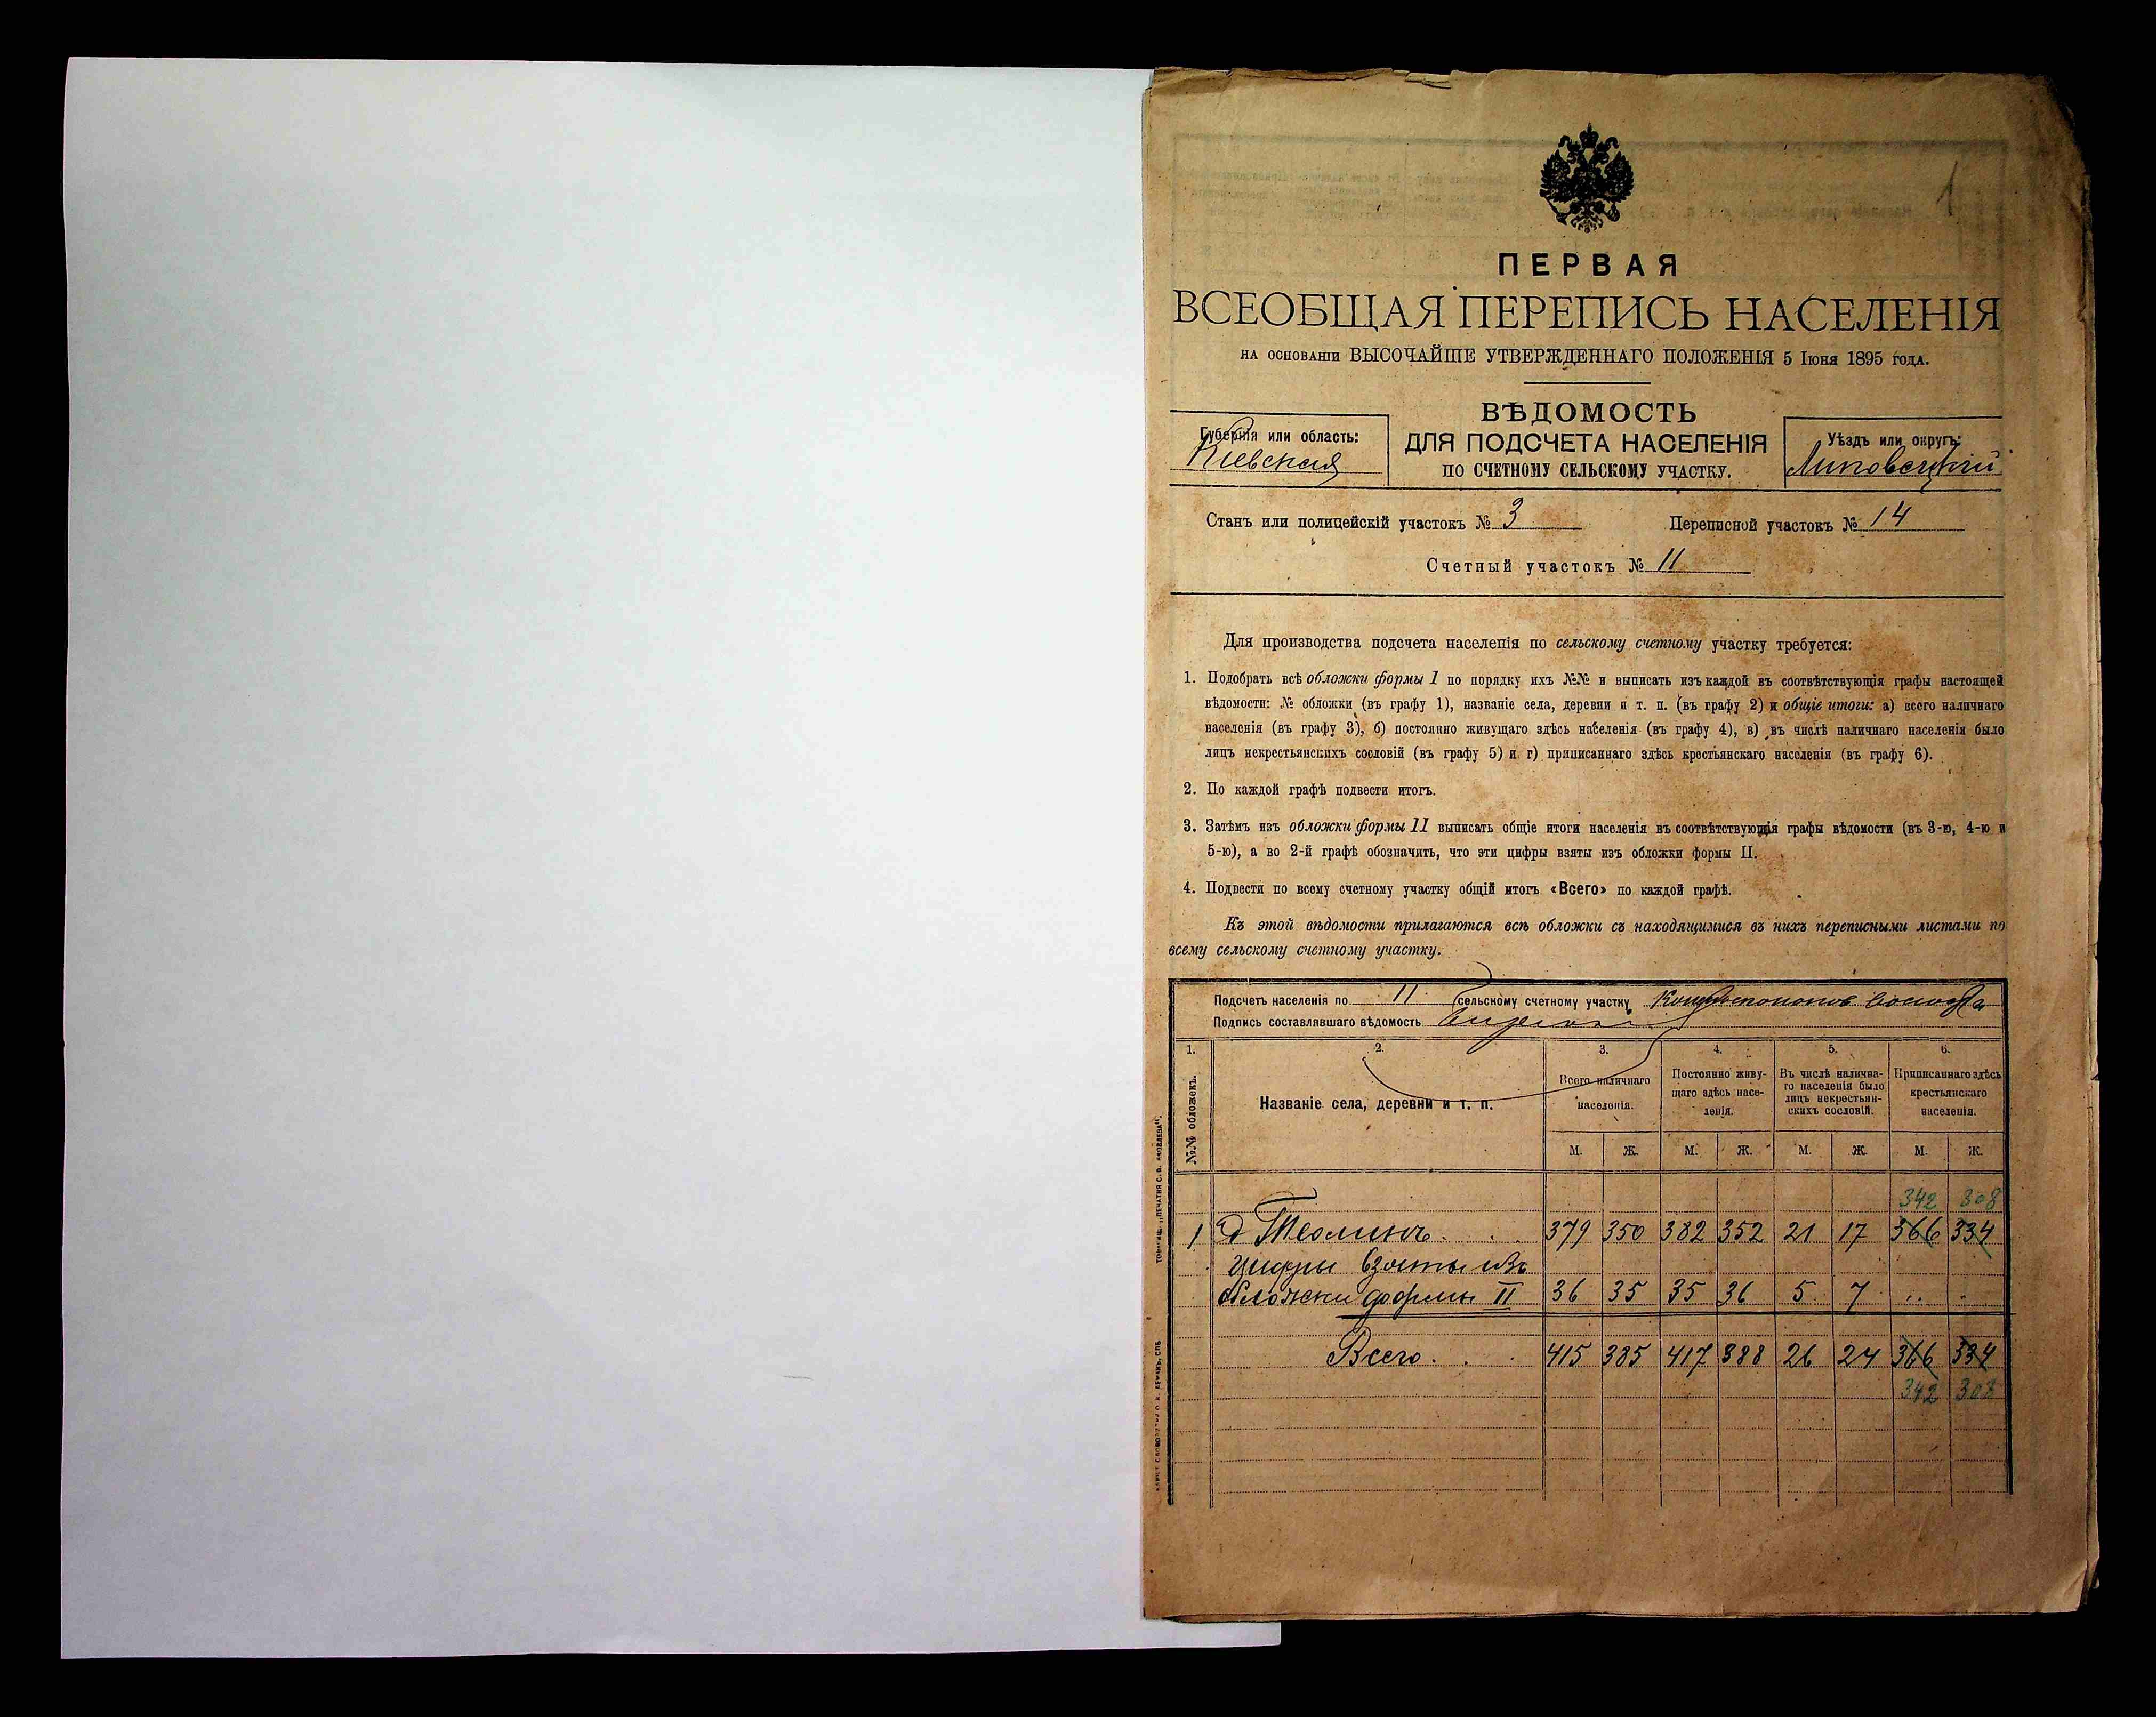 1
ПЕРВАЯ
ВСЕОБЩАЯ ПЕРЕПИСЬ НАСЕЛЕНІЯ
НА ОСНОВАНІИ ВЫСОЧАЙШЕ УТВЕРЖДЕННАГО ПОЛОЖЕНІЯ 5 Іюня 1895 года.
ВѢДОМОСТЬ
ДЛЯ ПОДСЧЕТА НАСЕЛЕНІЯ
ПО СЧЕТНОМУ СЕЛЬСКОМУ УЧАСТКУ.
Губернія или область:
Кіевская
Уѣздъ или округъ:
Липовецкій
Станъ или полицейскій участокъ № 3 Переписной участокъ № 14
Счетный участокъ № 11
Для производства подсчета населенія по сельскому счетному участку требуется:
1. Подобрать всѣ обложки формы I по порядку ихъ №№ и выписать изъ каждой въ соотвѣтствующія графы настоящей
вѣдомости: № обложки (въ графу 1), названіе села, деревни и т. п. (въ графу 2) и общіе итоги: а) всего наличнаго
населенія (въ графу 3), б) постоянно живущаго здѣсь населенія (въ графу 4), в) въ числѣ наличнаго населенія было
лицъ некрестьянскихъ сословій (въ графу 5) и г) приписаннаго здѣсь крестьянскаго населенія (въ графу 6).
2. По каждой графѣ подвести итогъ.
3. Затѣмъ изъ обложки формы II выписать общіе итоги населенія въ соотвѣтствующія графы вѣдомости (въ 3-ю, 4-ю и
5-ю), а во 2-й графѣ обозначить, что эти цифры взяты изъ обложки формы II.
4. Подвести по всему счетному участку общій итогъ «Всего» по каждой графѣ.
Къ этой вѣдомости прилагаются всѣ обложки съ находящимися въ нихъ переписными листами по
всему сельскому счетному участку.
Подсчетъ населенія по 11 сельскому счетному участку
Подпись составлявшаго вѣдомость
1. 2. 3. 4. 5. 6.
№№ обложекъ.
Названіе села, деревни и т. п.
Всего наличнаго
населенія.
Постоянно живу-
щаго здѣсь насе-
ленія.
Въ числѣ налична-
го населенія было
лицъ некрестьян-
скихъ сословій.
Приписаннаго здѣсь
крестьянскаго
населенія.
М. Ж. М. Ж. М. Ж. М. Ж.
342 308
1 д Теолинъ 379 350 382 352 21 17 366 334
Цифры взяты изъ
обложки формы II 36 35 35 36 5 7
Всего 415 385 417 388 26 24 366 334
342 308